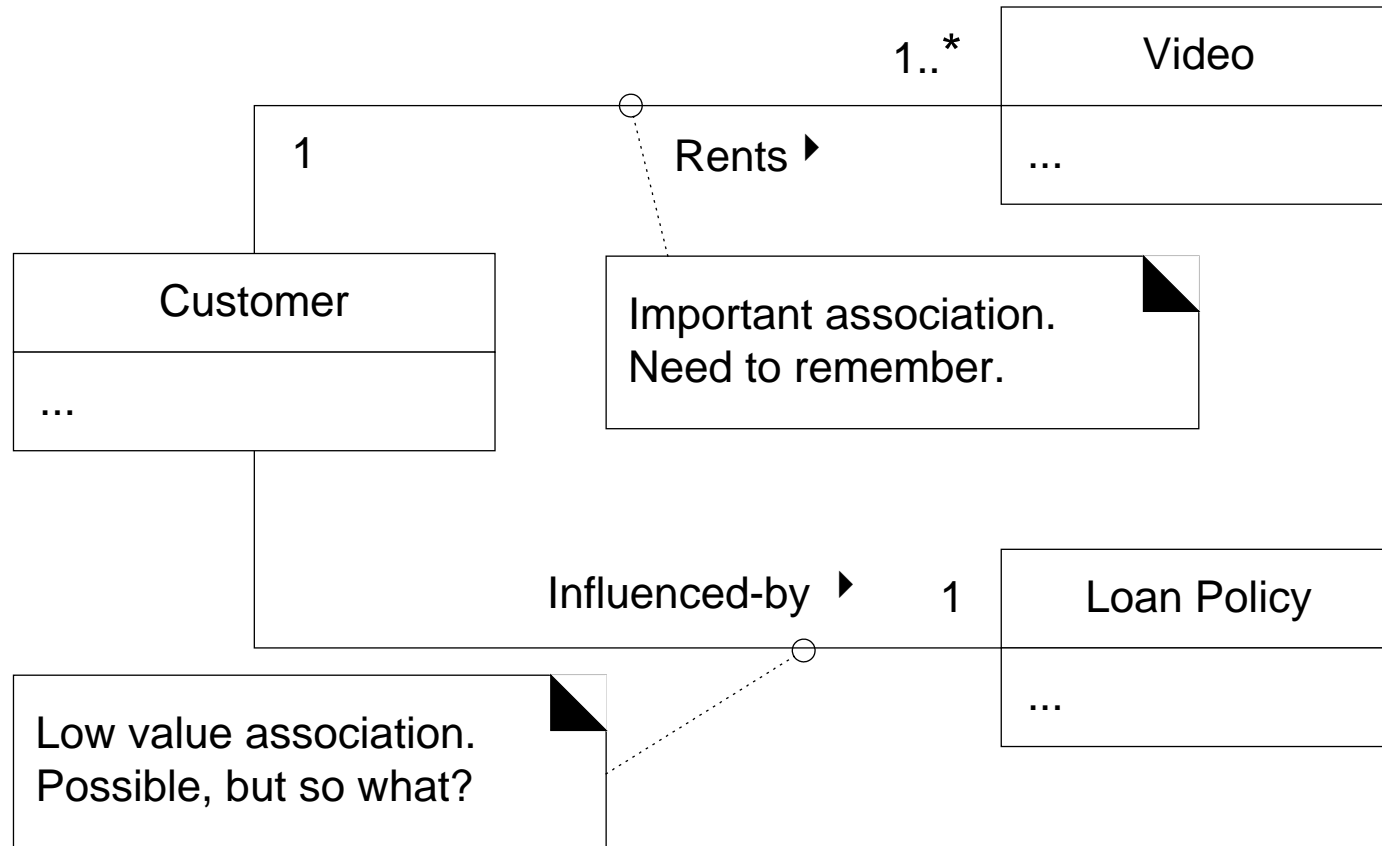 1..*
Video
1
Rents
...
Customer
Important association.
Need to remember.
...
Influenced-by
1
Loan Policy
...
Low value association.
Possible, but so what?